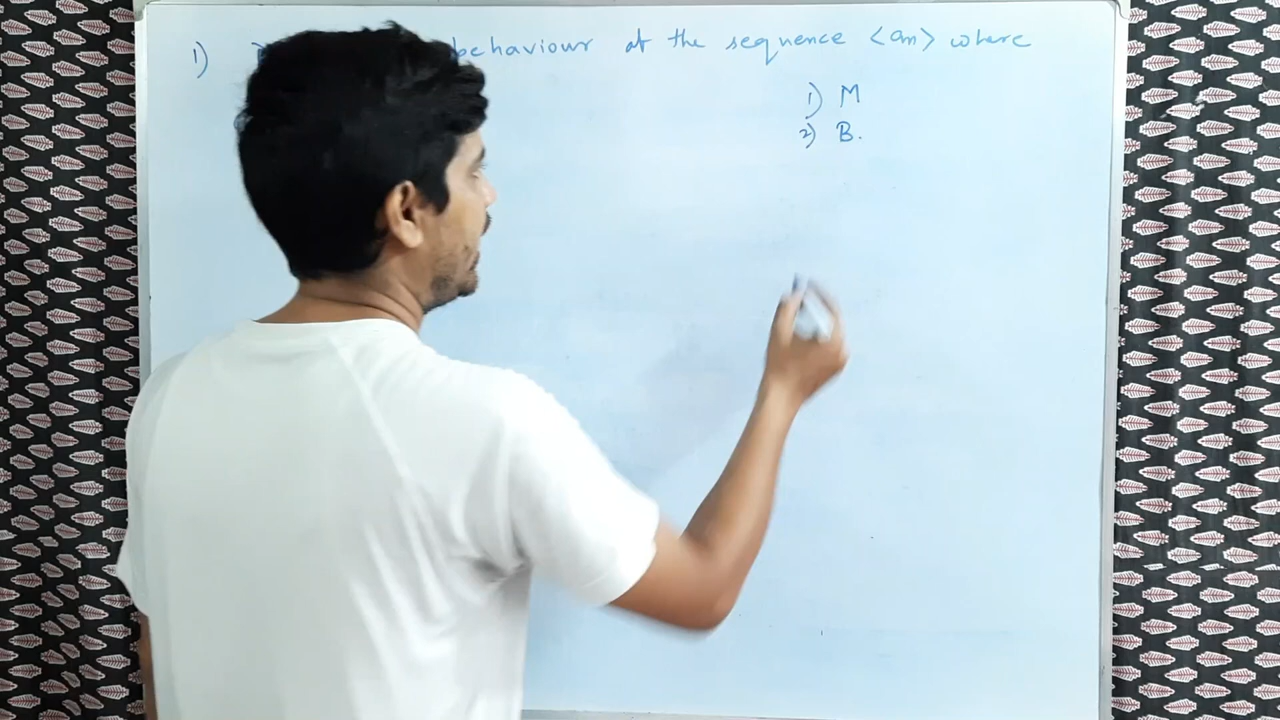 1) behaviour of the sequence <an> where
1) M
2) B.